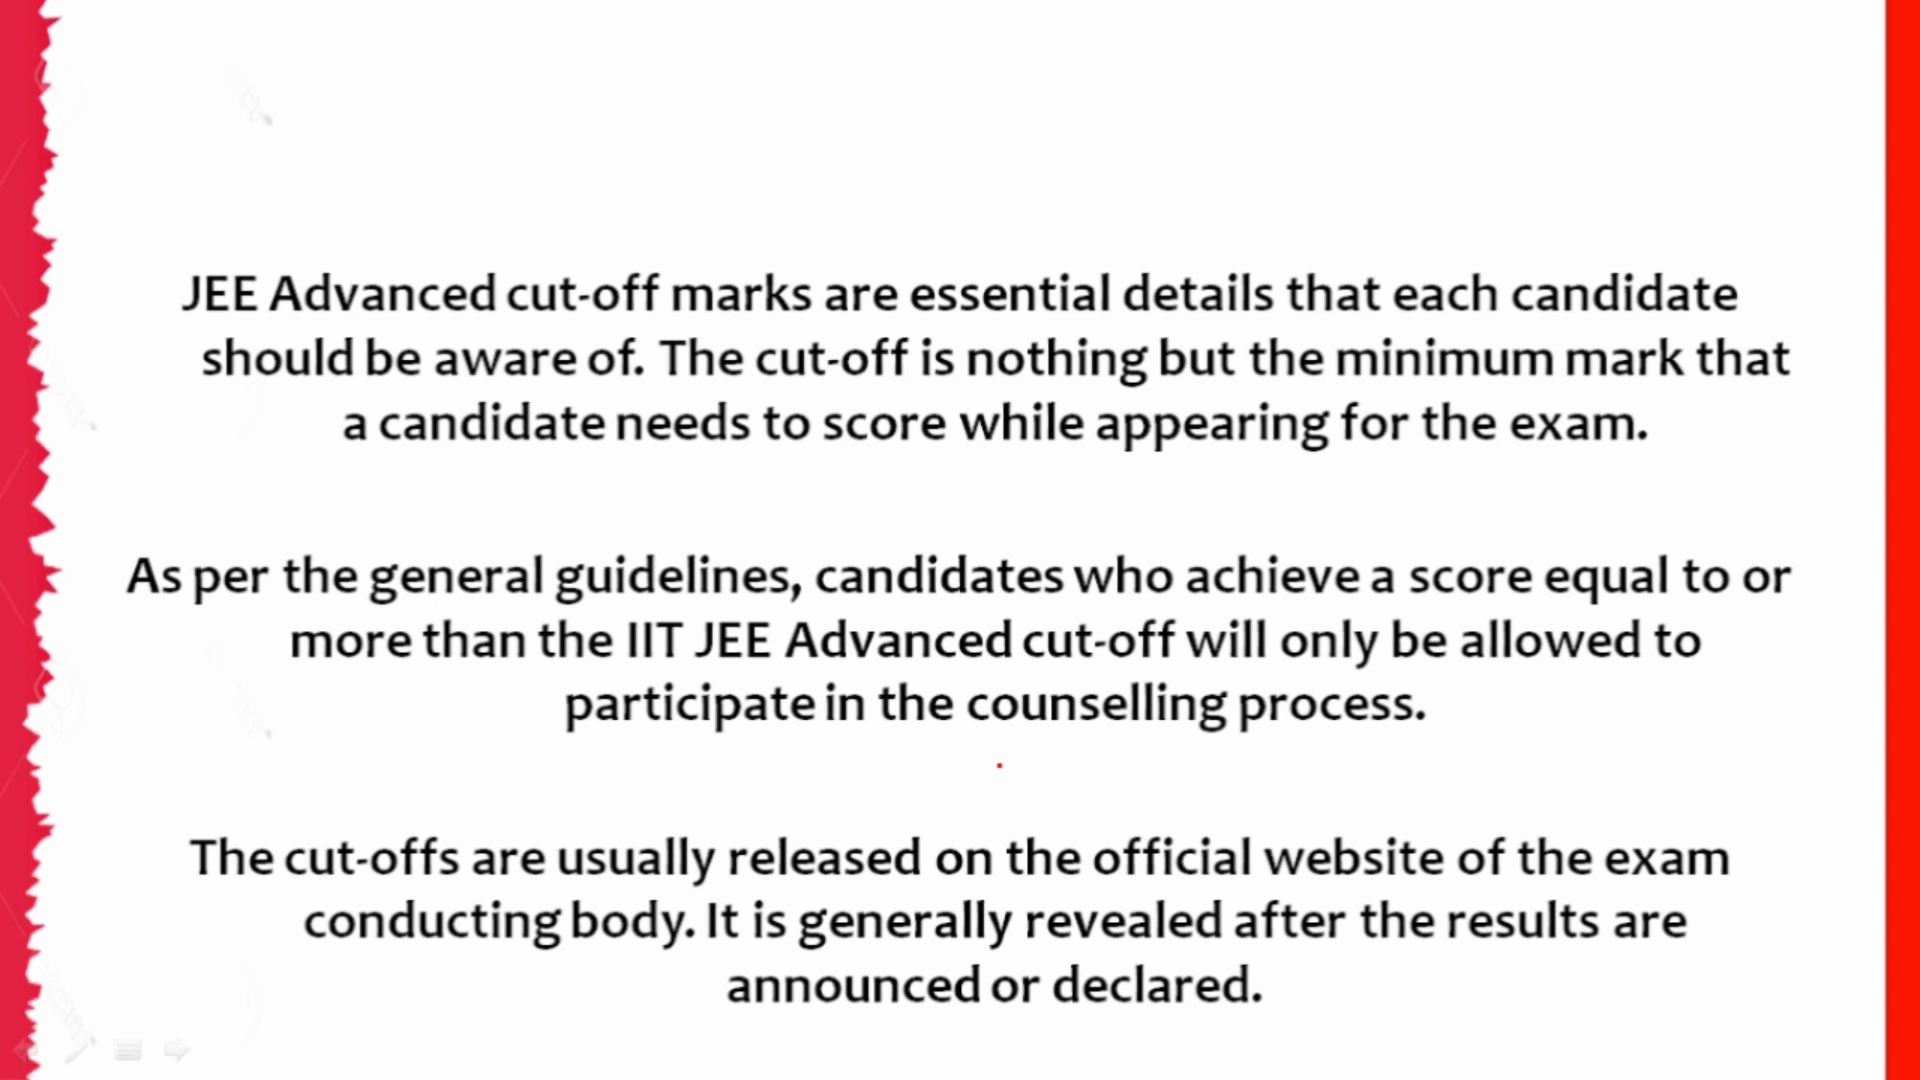 JEE Advanced cut-off marks are essential details that each candidate
should be aware of. The cut-off is nothing but the minimum mark that
a candidate needs to score while appearing for the exam.
As per the general guidelines, candidates who achieve a score equal to or
more than the IIT JEE Advanced cut-off will only be allowed to
participate in the counselling process.
The cut-offs are usually released on the official website of the exam
conducting body. It is generally revealed after the results are
announced or declared.